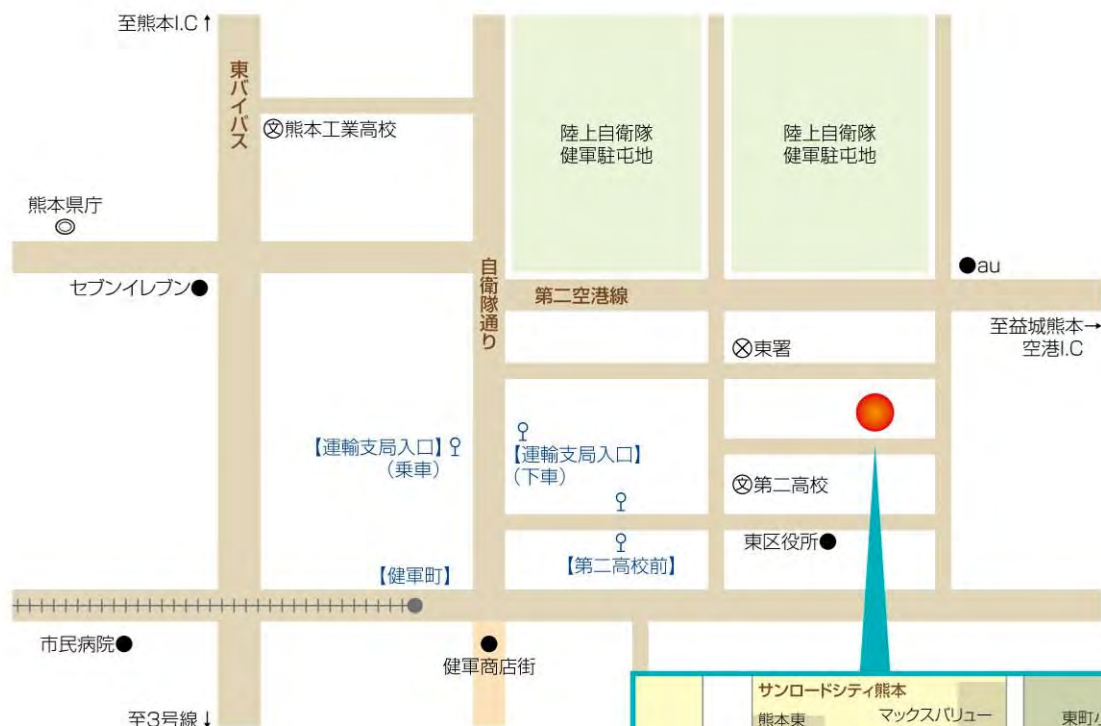 至熊本I.C↑
東バイパス
㊫熊本工業高校
陸上自衛隊
健軍駐屯地
陸上自衛隊
健軍駐屯地
熊本県庁
◎
セブンイレブン●
自衛隊通り
●au
第二空港線
至益城熊本→
空港I.C
⊗東署
【運輸支局入口】
(乗車)
【運輸支局入口】
(下車)
㊫第二高校
東区役所●
【第二高校前】
【健軍町】
市民病院●
健軍商店街
至3号線↓
サンロードシティ熊本
熊本東
マックスバリュー